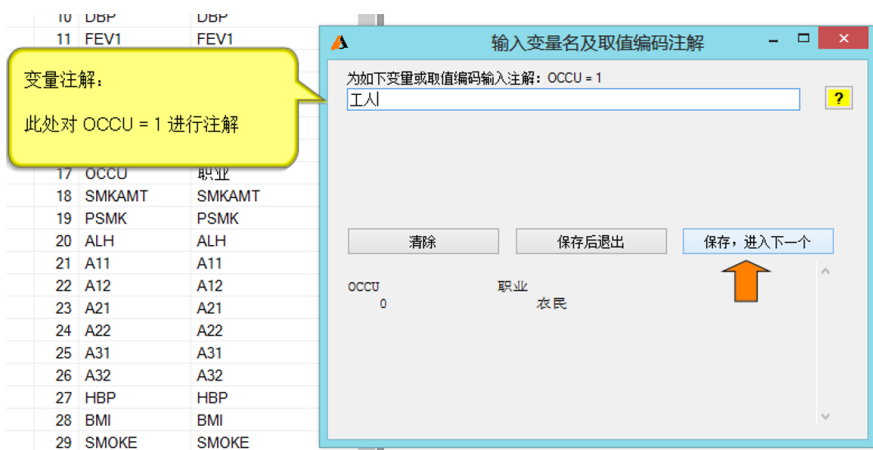 10 DBP DBP
11 FEV1 FEV1
变量注解：
此处对 OCCU = 1 进行注解
17 OCCU 职业
18 SMKAMT SMKAMT
19 PSMK PSMK
20 ALH ALH
21 A11 A11
22 A12 A12
23 A21 A21
24 A22 A22
25 A31 A31
26 A32 A32
27 HBP HBP
28 BMI BMI
29 SMOKE SMOKE
输入变量名及取值编码注解
为如下变量或取值编码输入注解：OCCU = 1
工人
?
清除 保存后退出 保存，进入下一个
OCCU 职业
0 农民